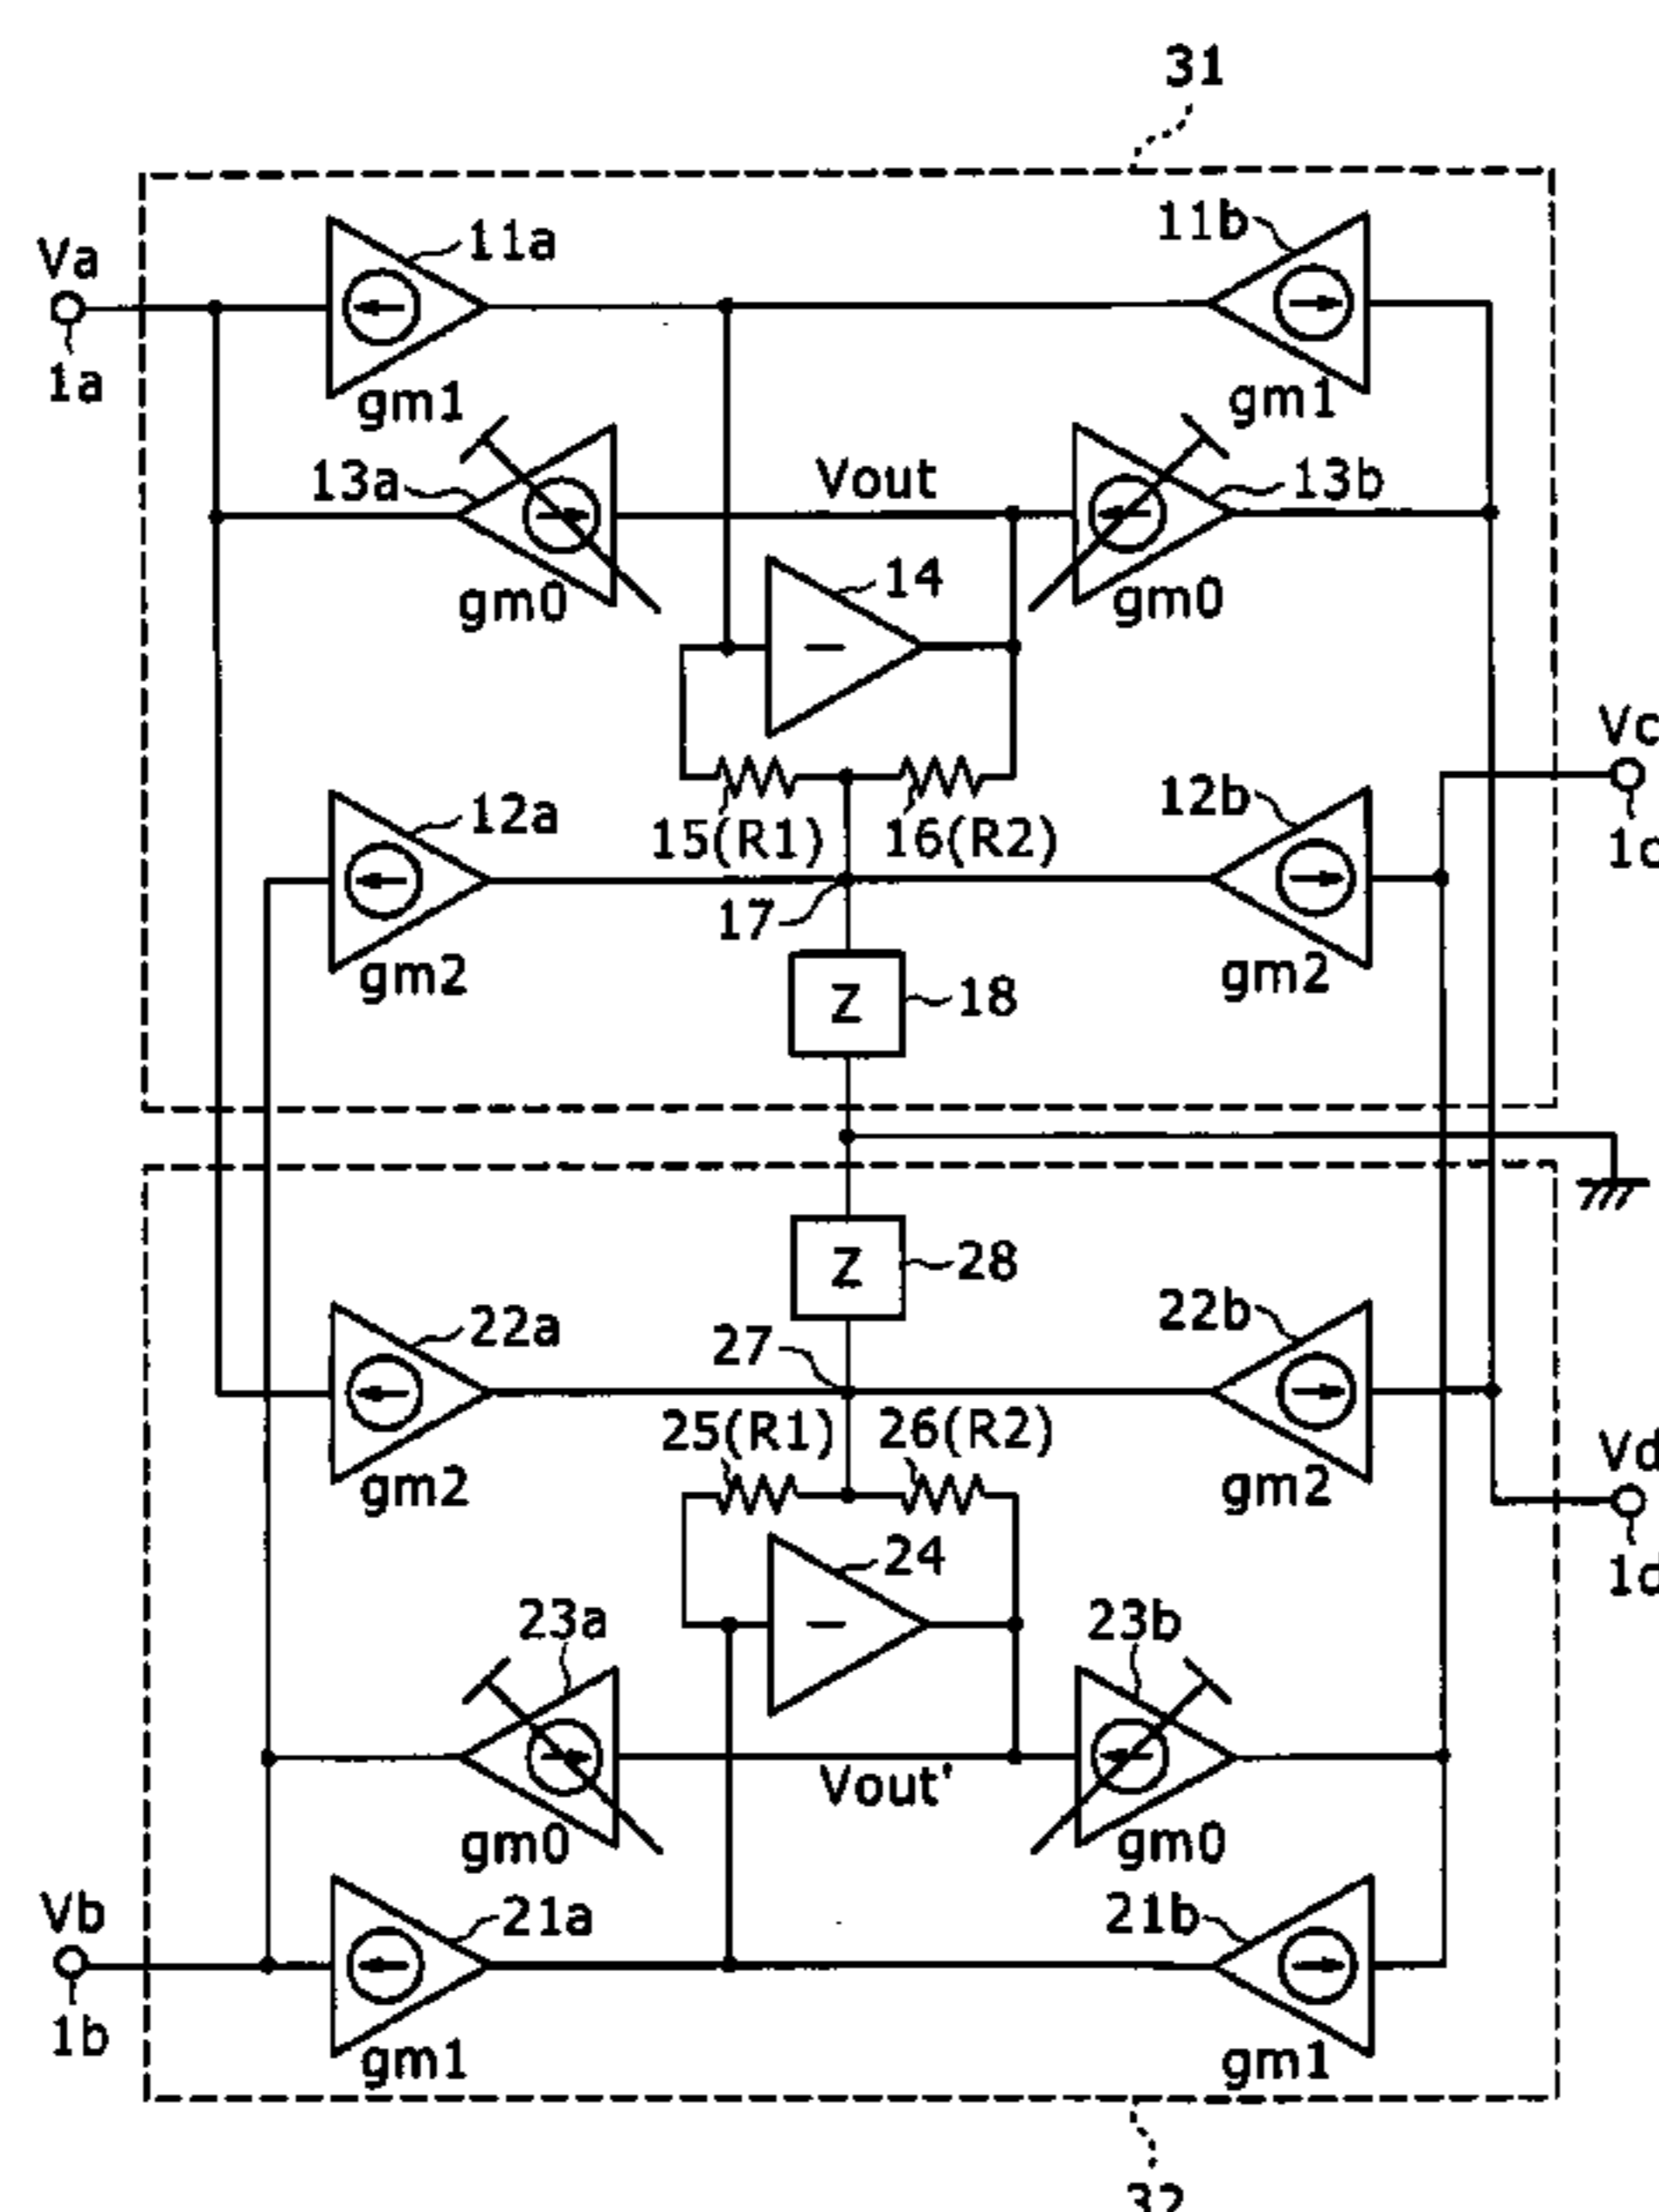 31
Va
11a
11b
1a
gm1
gm1
13a
Vout
13b
gm0
14
gm0
Vc
12a
15(R1)
16(R2)
12b
17
gm2
Z
18
gm2
Z
28
22a
27
22b
25(R1)
26(R2)
Vd
gm2
gm2
24
23a
23b
Vout'
gm0
gm0
Vb
21a
21b
1b
gm1
gm1
32